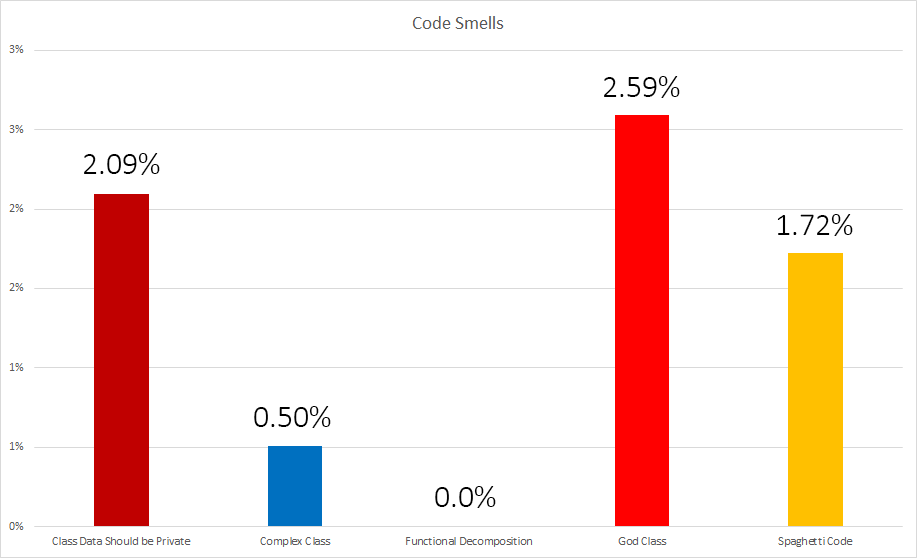 Code Smells
3%
3%
2%
2%
1%
1%
0%
2.09%
0.50%
0.0%
2.59%
1.72%
Class Data Should be Private
Complex Class
Functional Decomposition
God Class
Spaghetti Code